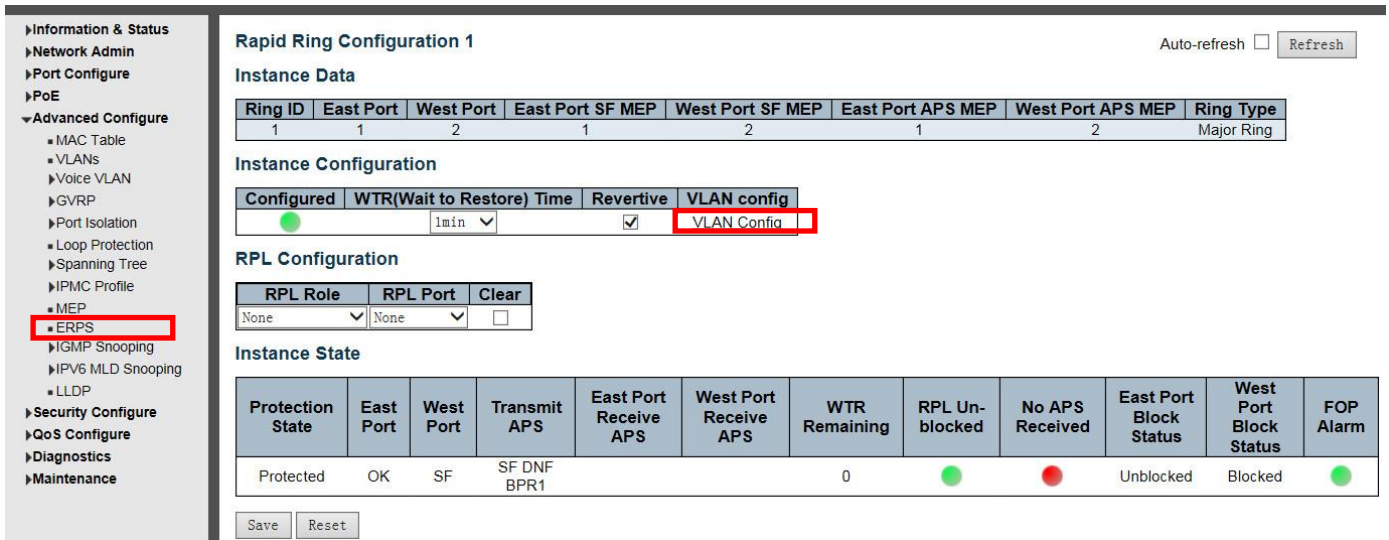 Information & Status
Network Admin
Port Configure
PoE
Advanced Configure
MAC Table
VLANs
Voice VLAN
GVRP
Port Isolation
Loop Protection
Spanning Tree
IPMC Profile
MEP
ERPS
IGMP Snooping
IPV6 MLD Snooping
LLDP
Security Configure
QoS Configure
Diagnostics
Maintenance
Rapid Ring Configuration 1
Auto-refresh Refresh
Instance Data
Ring ID East Port West Port East Port SF MEP West Port SF MEP East Port APS MEP West Port APS MEP Ring Type
1 1 2 1 2 1 2 Major Ring
Instance Configuration
Configured WTR(Wait to Restore) Time Revertive VLAN config
1min VLAN Config
RPL Configuration
RPL Role RPL Port Clear
None None
Instance State
Protection State East Port West Port Transmit APS East Port Receive APS West Port Receive APS WTR Remaining RPL Un-blocked No APS Received East Port Block Status West Port Block Status FOP Alarm
Protected OK SF SF DNF BPR1 0 Unblocked Blocked
Save Reset